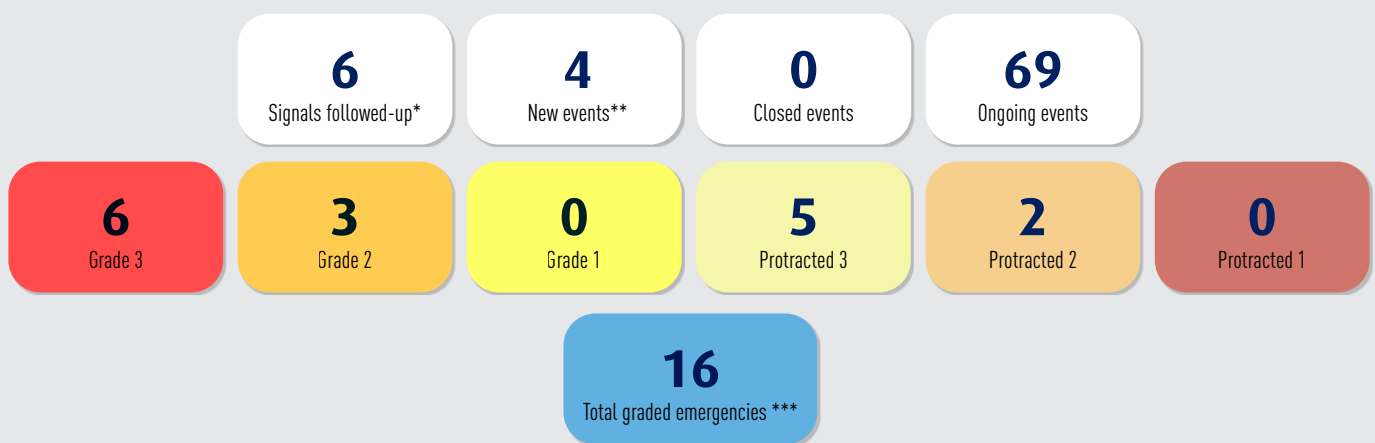 6
Signals followed-up*
4
New events**
0
Closed events
69
Ongoing events
6
Grade 3
3
Grade 2
0
Grade 1
5
Protracted 3
2
Protracted 2
0
Protracted 1
16
Total graded emergencies ***